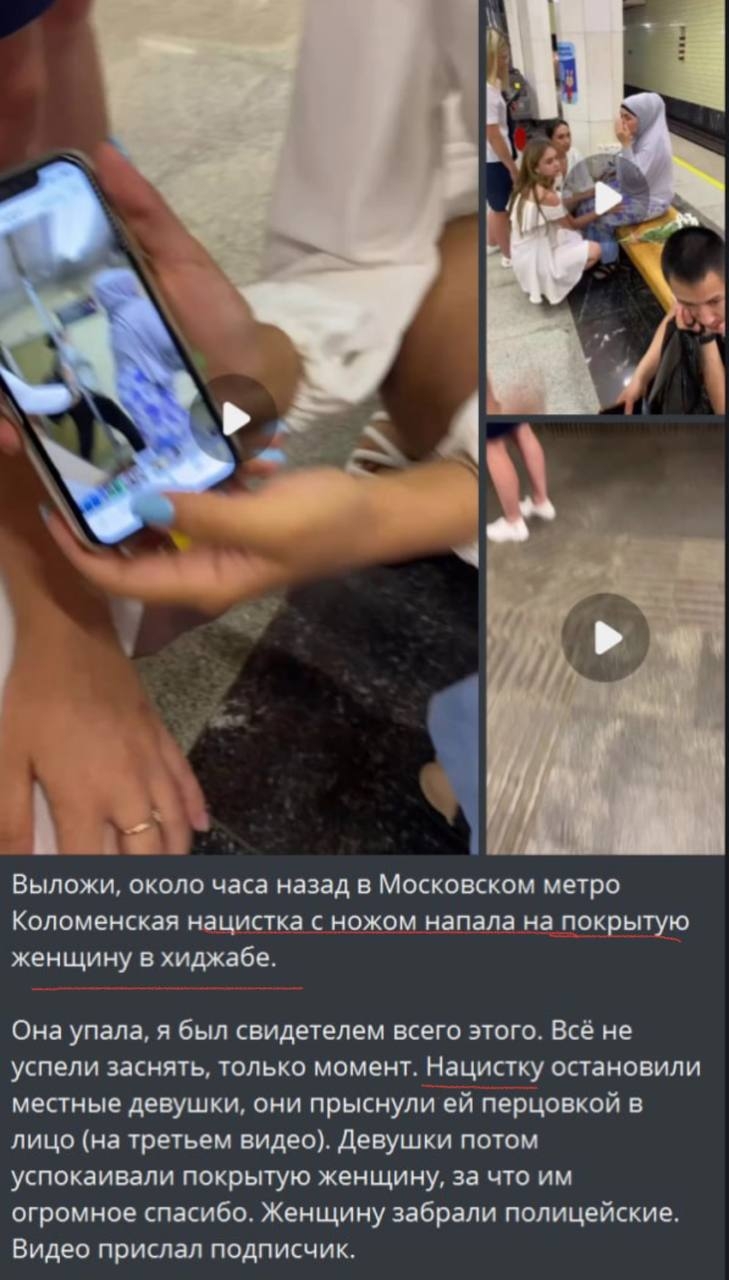 Выложи, около часа назад в Московском метро
Коломенская нацистка с ножом напала на покрытую
женщину в хиджабе.
Она упала, я был свидетелем всего этого. Всё не
успели заснять, только момент. Нацистку остановили
местные девушки, они прыснули ей перцовкой в
лицо (на третьем видео). Девушки потом
успокаивали покрытую женщину, за что им
огромное спасибо. Женщину забрали полицейские.
Видео прислал подписчик.